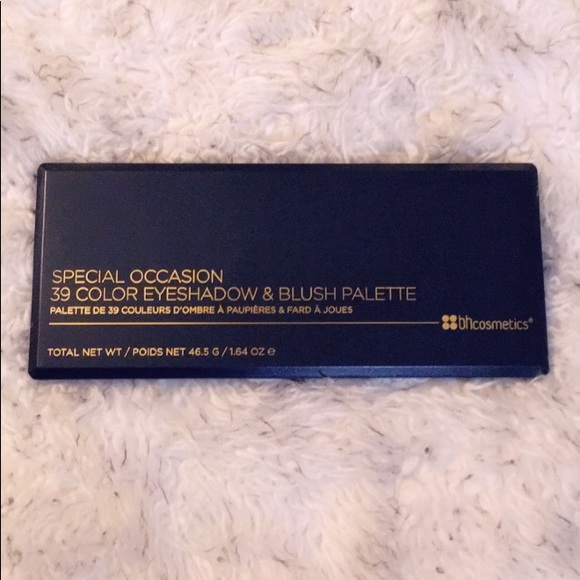 SPECIAL OCCASION
39 COLOR EYESHADOW & BLUSH PALETTE
PALETTE DE 39 COULEURS D'OMBRE À PAUPIÈRES & FARD À JOUES
bhcosmetics®
TOTAL NET WT / POIDS NET 46.5 G / 1.64 OZ ℮